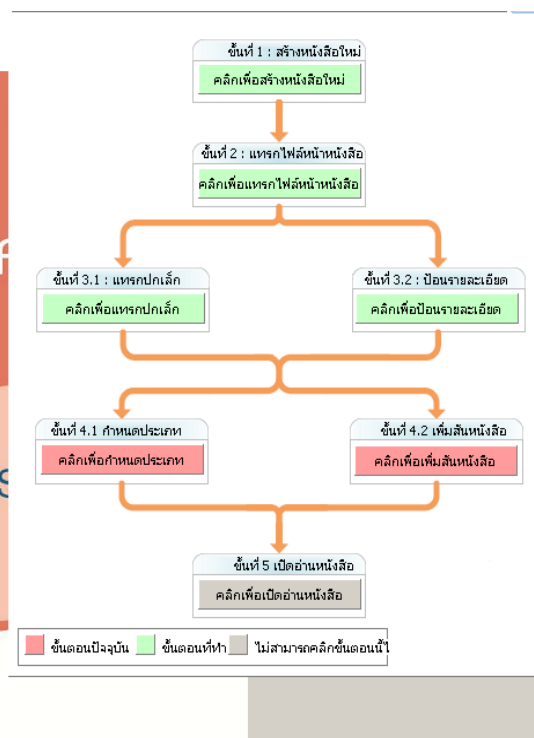 ขั้นที่ 1 : สร้างหนังสือใหม่
คลิกเพื่อสร้างหนังสือใหม่
ขั้นที่ 2 : แทรกไฟล์หน้าหนังสือ
คลิกเพื่อแทรกไฟล์หน้าหนังสือ
ขั้นที่ 3.1 : แทรกปกเล็ก
คลิกเพื่อแทรกปกเล็ก
ขั้นที่ 3.2 : ป้อนรายละเอียด
คลิกเพื่อป้อนรายละเอียด
ขั้นที่ 4.1 กำหนดประเภท
คลิกเพื่อกำหนดประเภท
ขั้นที่ 4.2 เพิ่มสันหนังสือ
คลิกเพื่อเพิ่มสันหนังสือ
ขั้นที่ 5 เปิดอ่านหนังสือ
คลิกเพื่อเปิดอ่านหนังสือ
ขั้นตอนปัจจุบัน ขั้นตอนที่ทำ ไม่สามารถคลิกขั้นตอนนี้